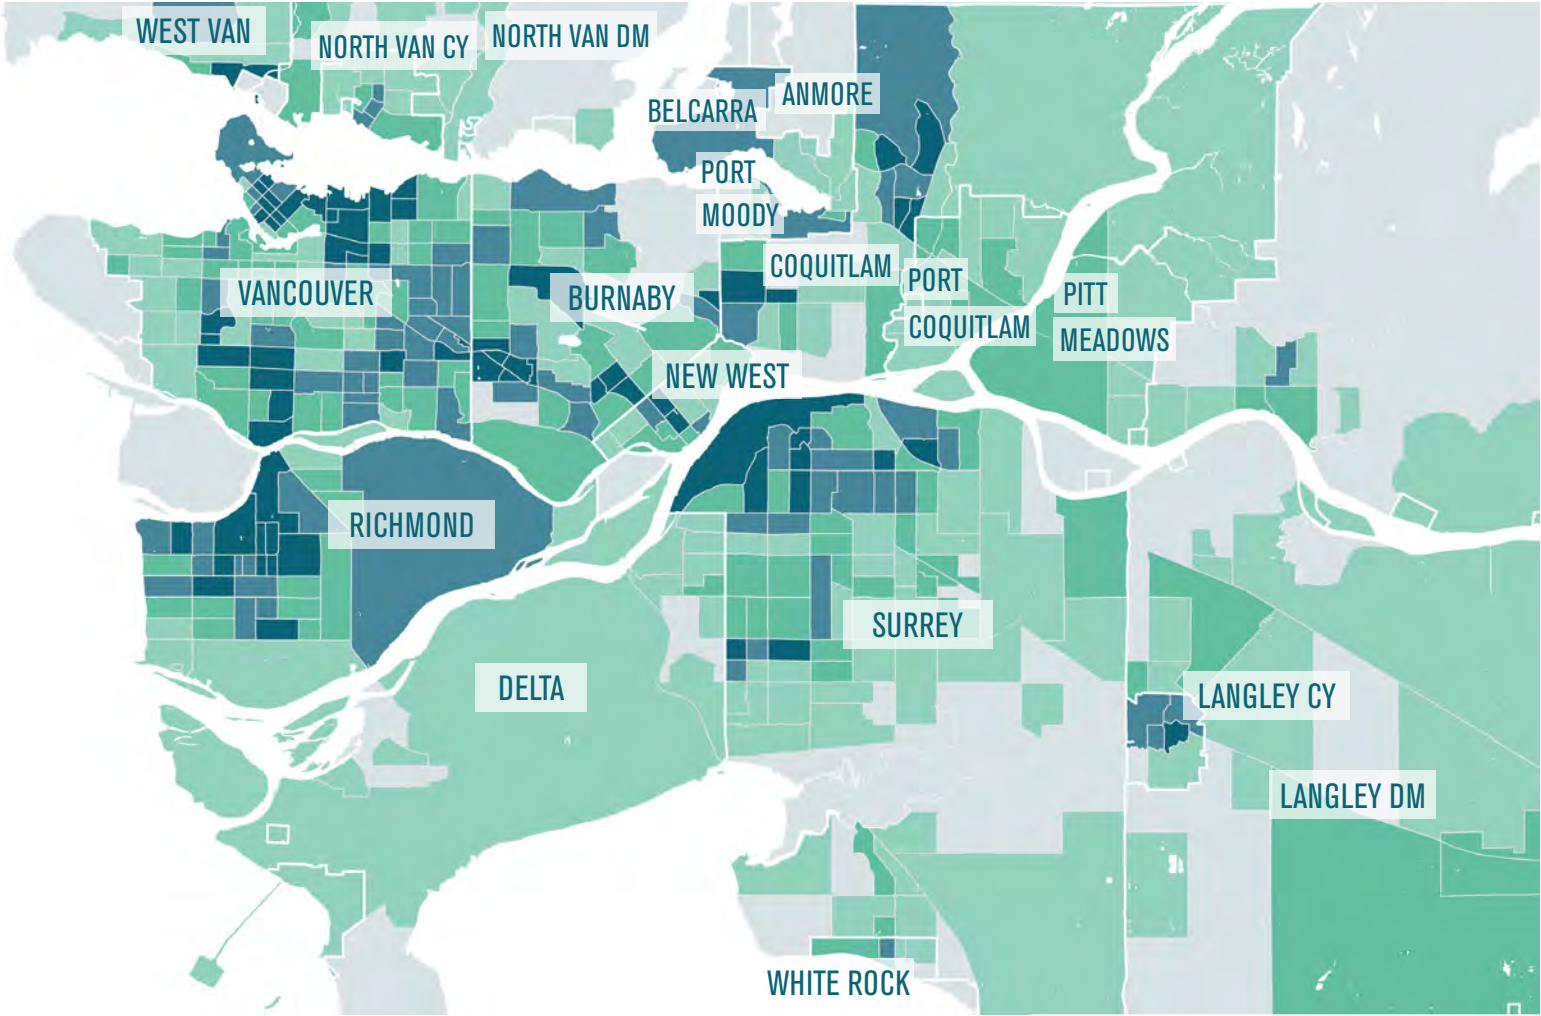 WEST VAN
NORTH VAN CY
NORTH VAN DM
BELCARRA
ANMORE
PORT
MOODY
COQUITLAM
PORT
COQUITLAM
PITT
MEADOWS
VANCOUVER
BURNABY
NEW WEST
RICHMOND
SURREY
DELTA
LANGLEY CY
LANGLEY DM
WHITE ROCK